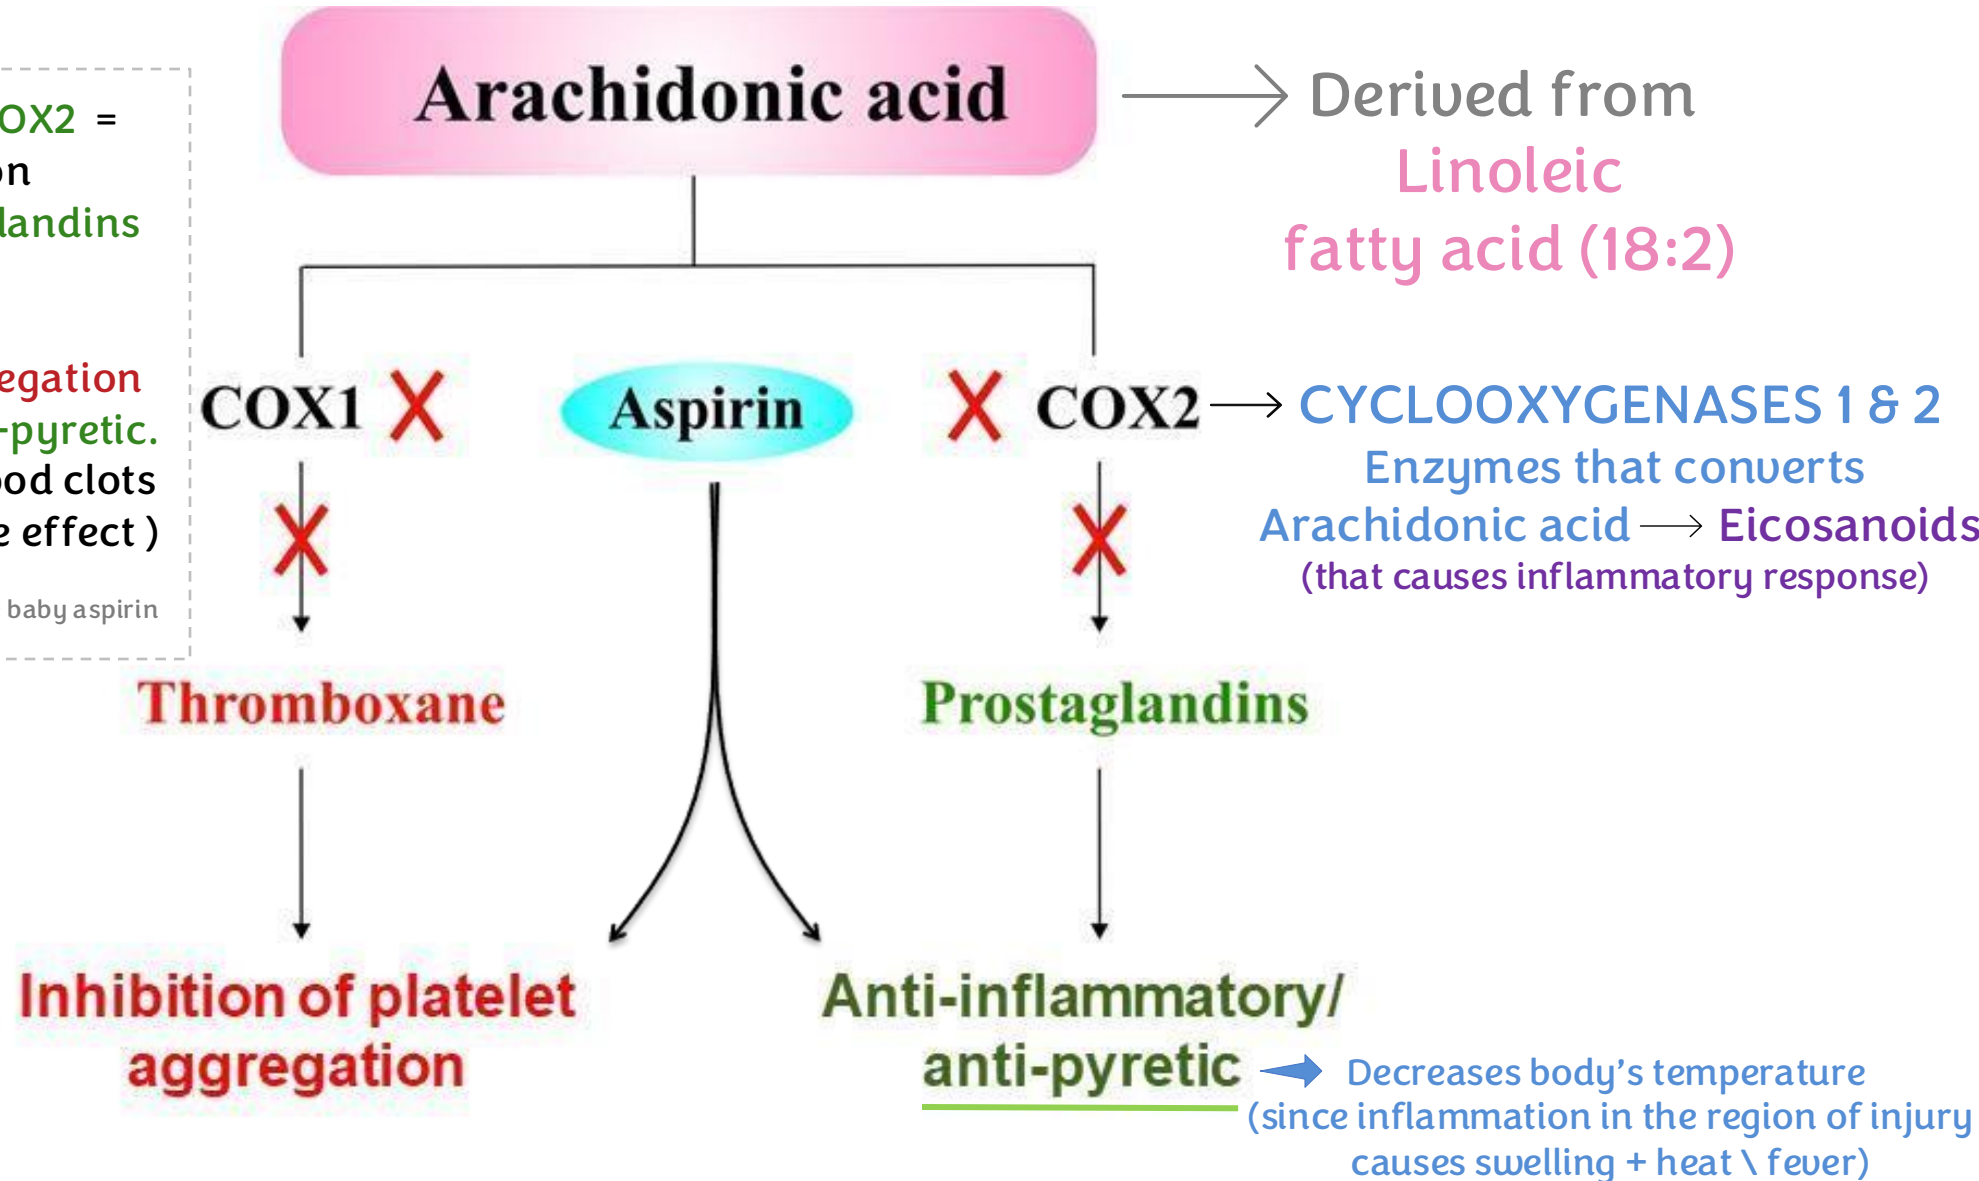 Arachidonic acid
Derived from
Linoleic
fatty acid (18:2)
OX2 =
on
landins
egation
-pyretic.
ood clots
e effect )
baby aspirin
COX1
Aspirin
COX2
CYCLOOXYGENASES 1 & 2
Enzymes that converts
Arachidonic acid → Eicosanoids
(that causes inflammatory response)
Thromboxane
Prostaglandins
Inhibition of platelet
aggregation
Anti-inflammatory/
anti-pyretic
Decreases body's temperature
(since inflammation in the region of injury
causes swelling + heat \ fever)